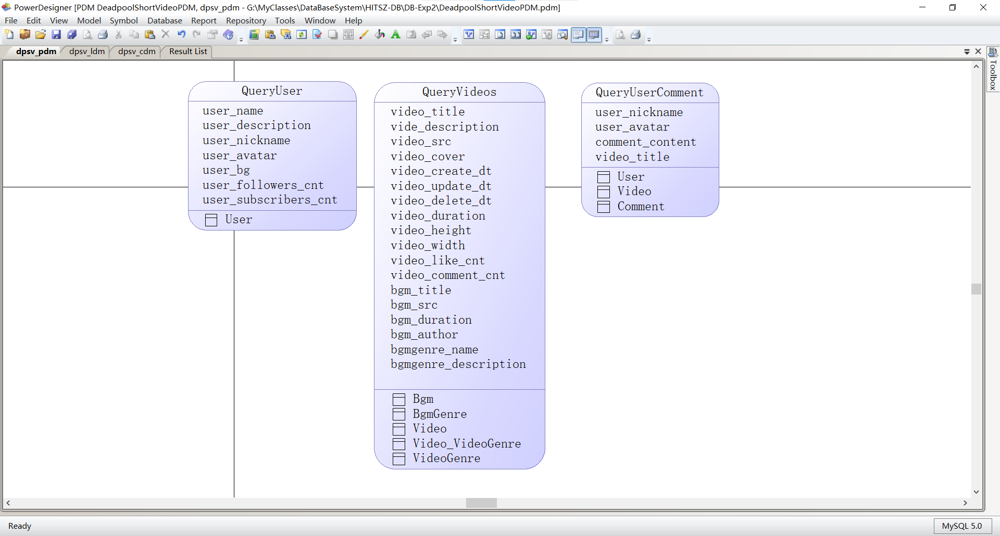 PowerDesigner [PDM DeadpoolShortVideoPDM, dpsv_pdm - G:\MyClasses\DataBaseSystem\HITSZ-DB\DB-Exp2\DeadpoolShortVideoPDM.pdm]
File Edit View Model Symbol Database Report Repository Tools Window Help
dpsv_pdm dpsv_ldm dpsv_cdm Result List
Toolbox
QueryUser
user_name
user_description
user_nickname
user_avatar
user_bg
user_followers_cnt
user_subscribers_cnt
User
QueryVideos
video_title
vide_description
video_src
video_cover
video_create_dt
video_update_dt
video_delete_dt
video_duration
video_height
video_width
video_like_cnt
video_comment_cnt
bgm_title
bgm_src
bgm_duration
bgm_author
bgmgenre_name
bgmgenre_description
Bgm
BgmGenre
Video
Video_VideoGenre
VideoGenre
QueryUserComment
user_nickname
user_avatar
comment_content
video_title
User
Video
Comment
Ready
MySQL 5.0